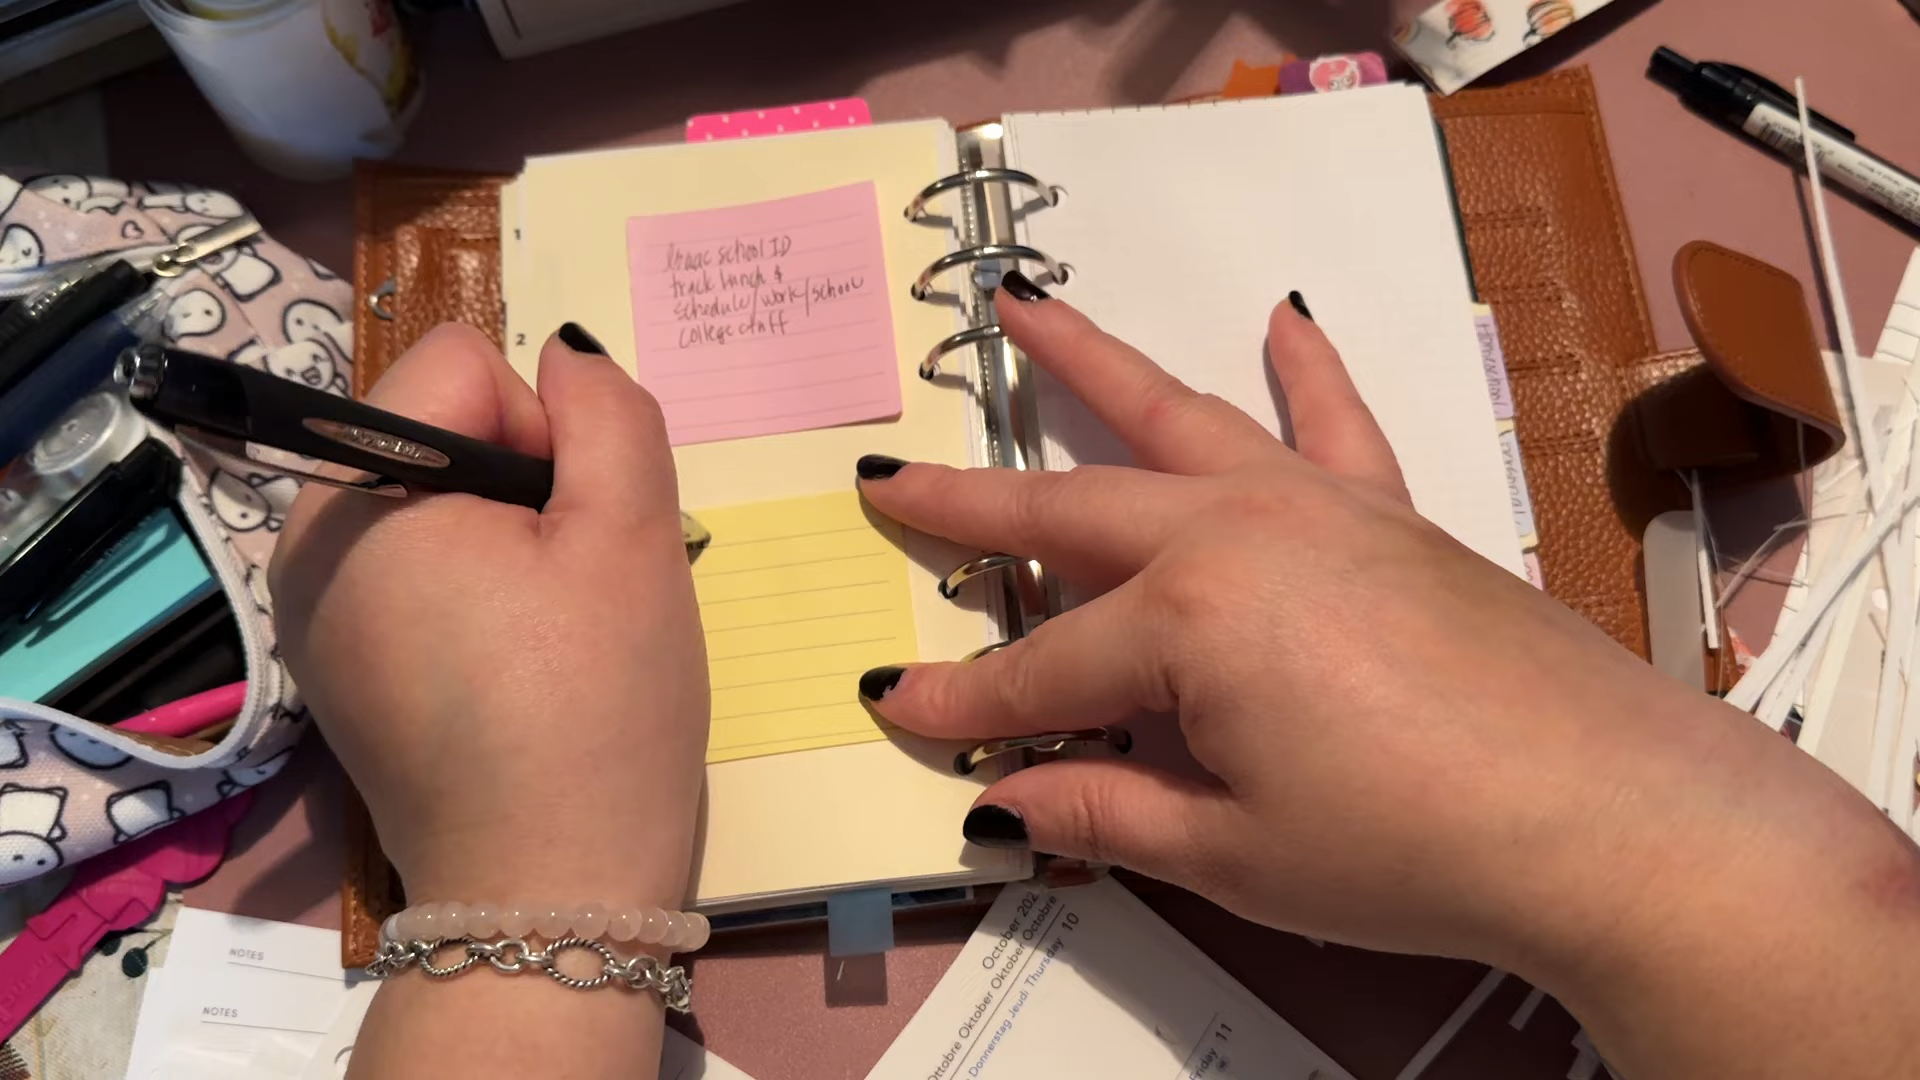 1
2
Isaac school ID
track lunch &
schedule/work/school
college stuff
NOTES
NOTES
October 202
Ottobre Oktober Oktober Octubre
Donnerstag Jeudi Thursday 10
Friday 11